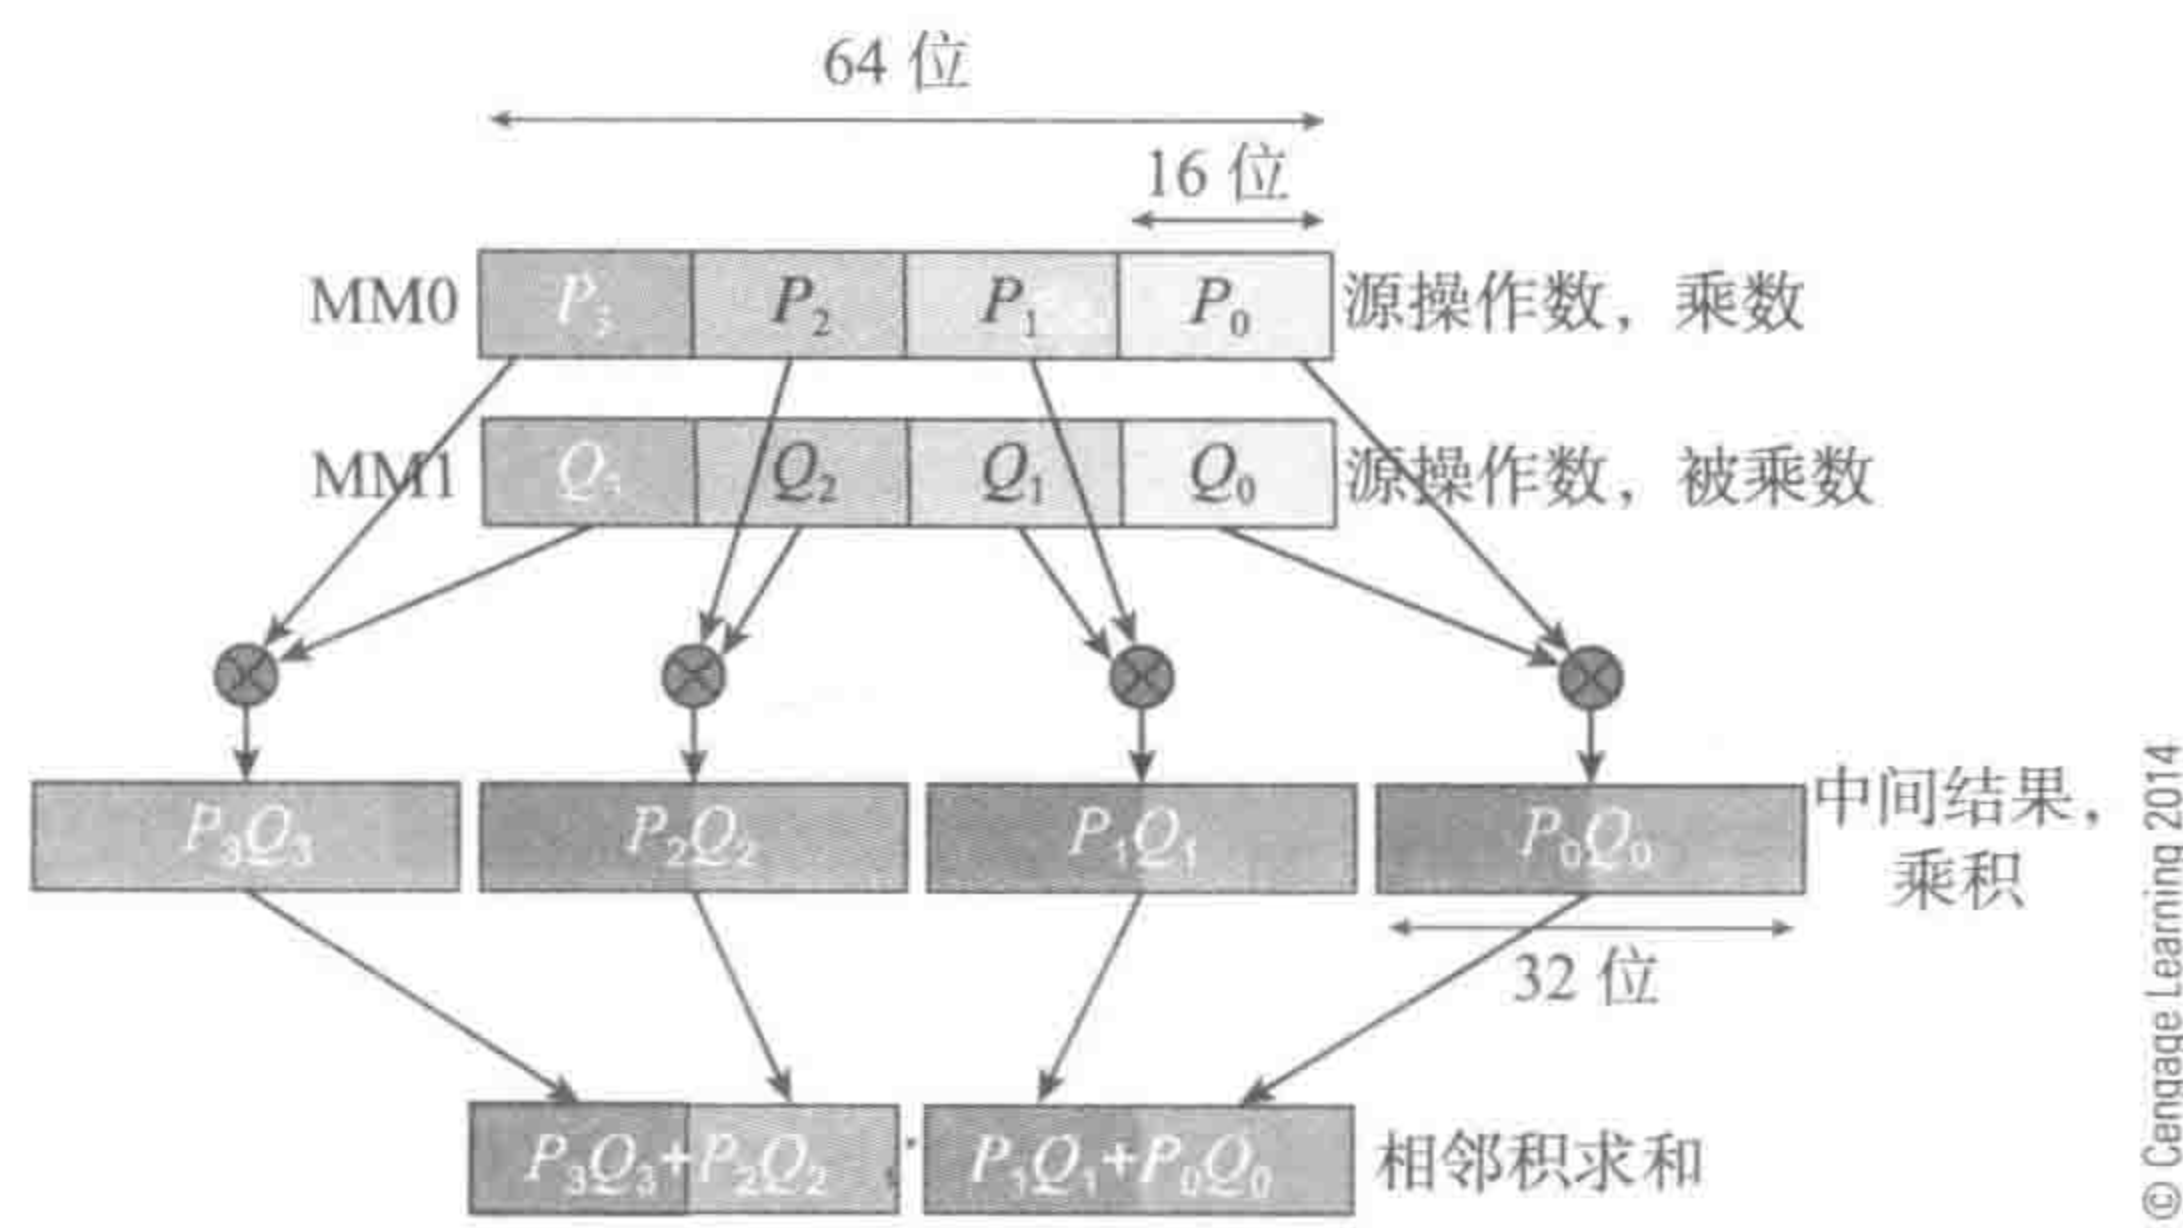 64 位
16 位
MM0 P₃ P₂ P₁ P₀ 源操作数，乘数
MM1 Q₃ Q₂ Q₁ Q₀ 源操作数，被乘数
P₃Q₃ P₂Q₂ P₁Q₁ P₀Q₀ 中间结果，
乘积
32 位
P₃Q₃+P₂Q₂ P₁Q₁+P₀Q₀ 相邻积求和
© Cengage Learning 2014